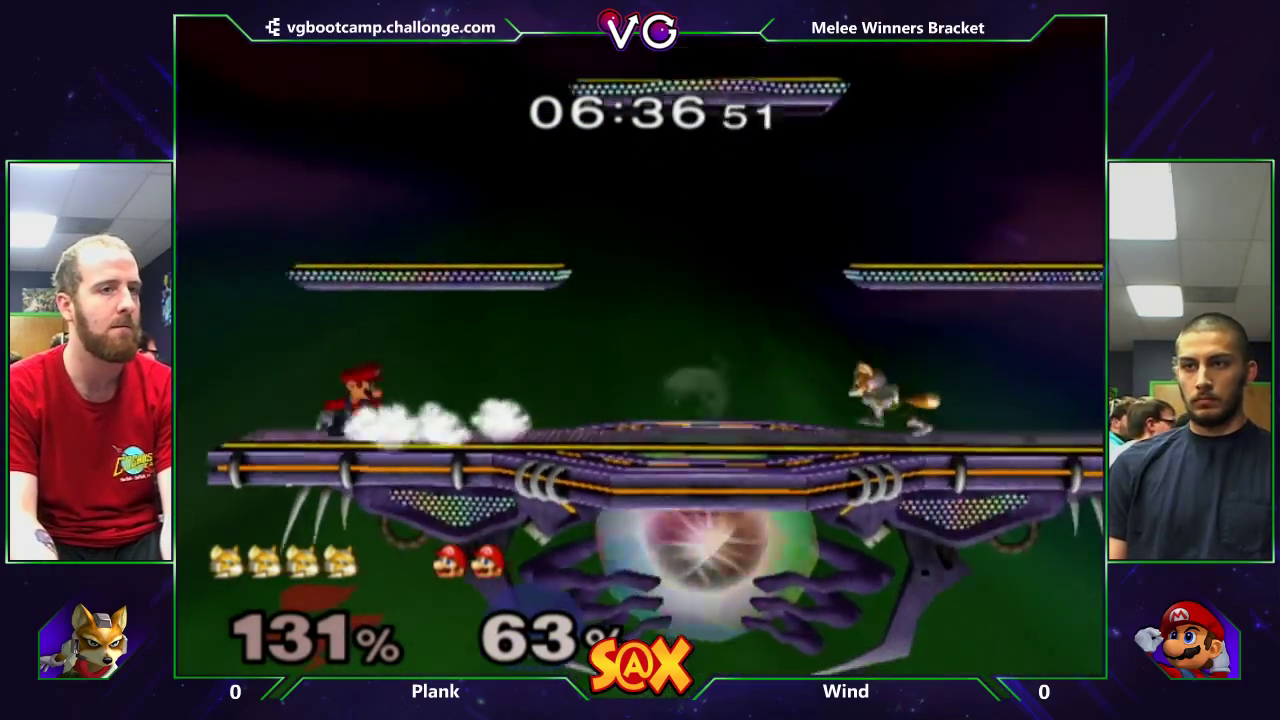 vgbootcamp.challonge.com
VG
Melee Winners Bracket
06:36 51
131%
63%
S@X
0
Plank
Wind
0